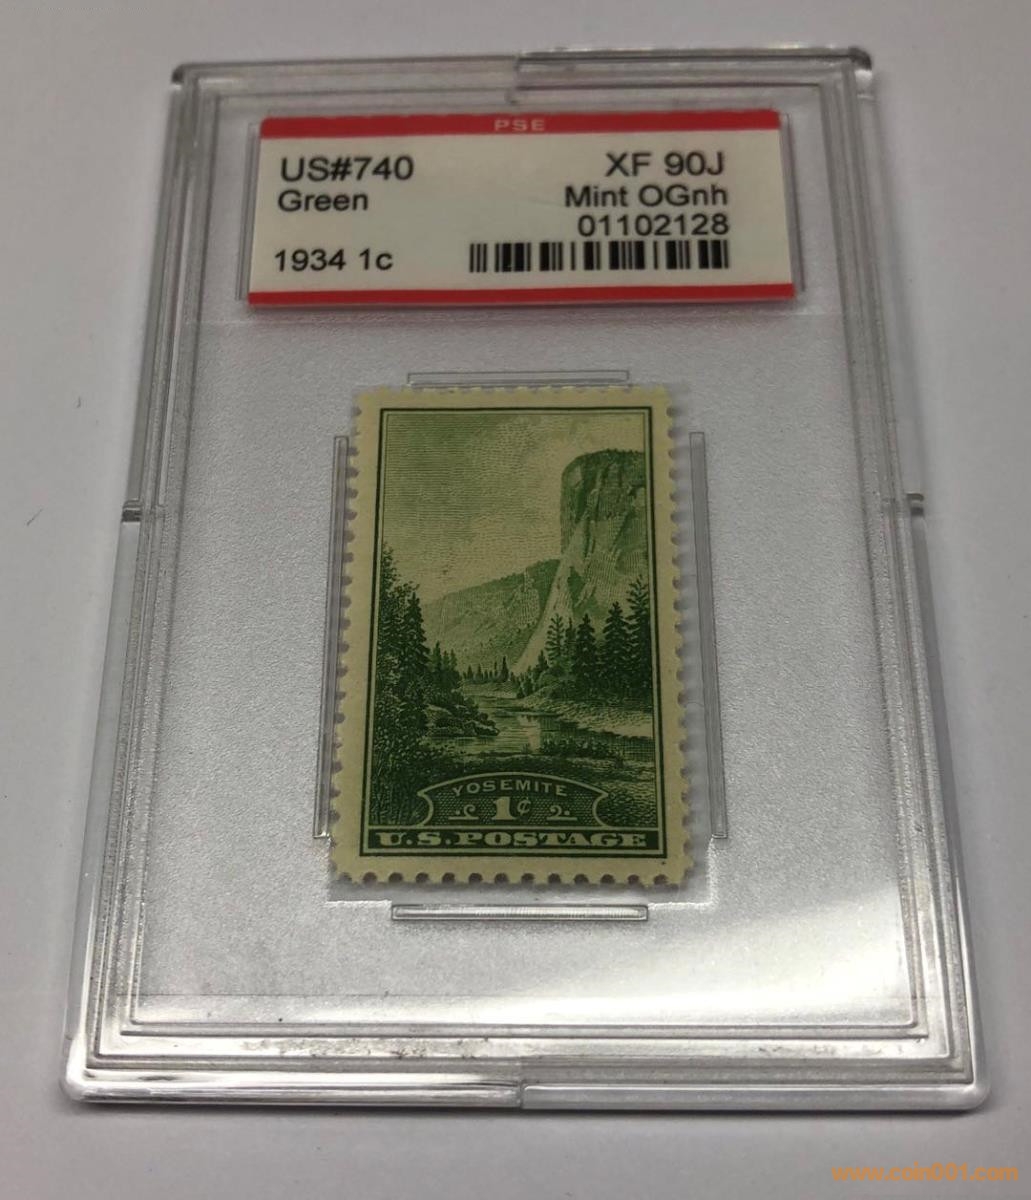 PSE
US#740 XF 90J
Green Mint OGnh
01102128
1934 1c
YOSEMITE
1¢
U.S.POSTAGE
www.coin001.com